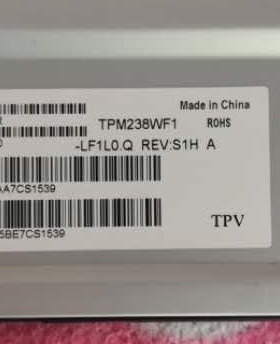 Made in China
TPM238WF1 ROHS
-LF1L0.Q REV:S1H A
AA7CS1539
5BE7CS1539
TPV